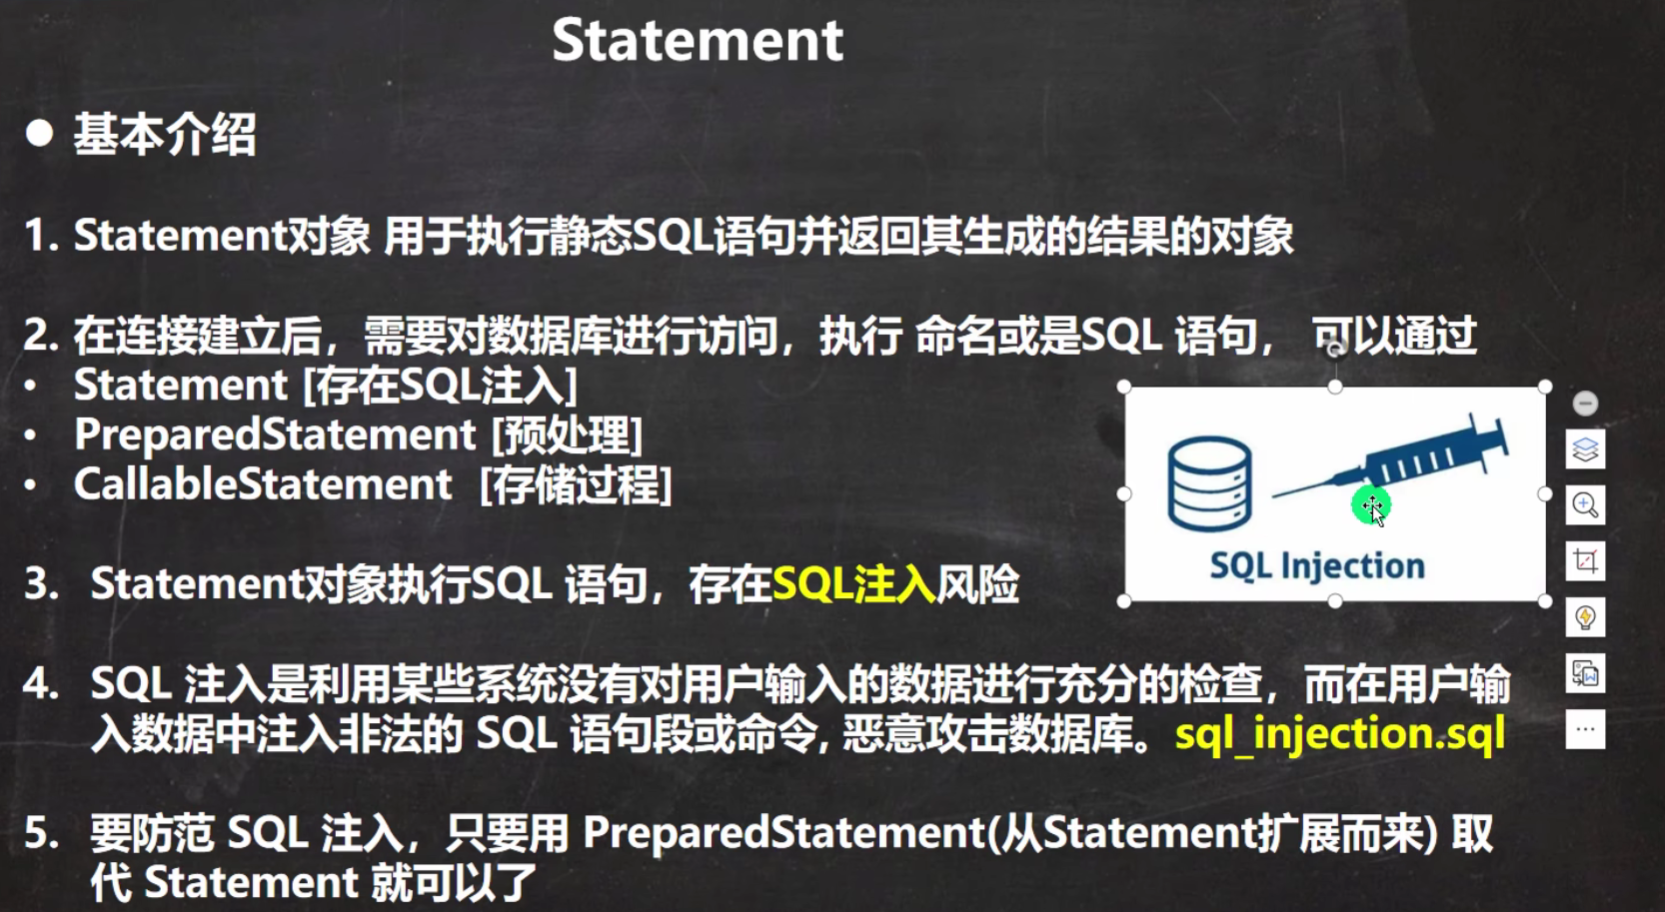 Statement
● 基本介绍
1. Statement对象 用于执行静态SQL语句并返回其生成的结果的对象
2. 在连接建立后，需要对数据库进行访问，执行 命名或是SQL 语句， 可以通过
• Statement [存在SQL注入]
• PreparedStatement [预处理]
• CallableStatement [存储过程]
SQL Injection
3. Statement对象执行SQL 语句，存在SQL注入风险
4. SQL 注入是利用某些系统没有对用户输入的数据进行充分的检查，而在用户输
入数据中注入非法的 SQL 语句段或命令, 恶意攻击数据库。sql_injection.sql
5. 要防范 SQL 注入，只要用 PreparedStatement(从Statement扩展而来) 取
代 Statement 就可以了